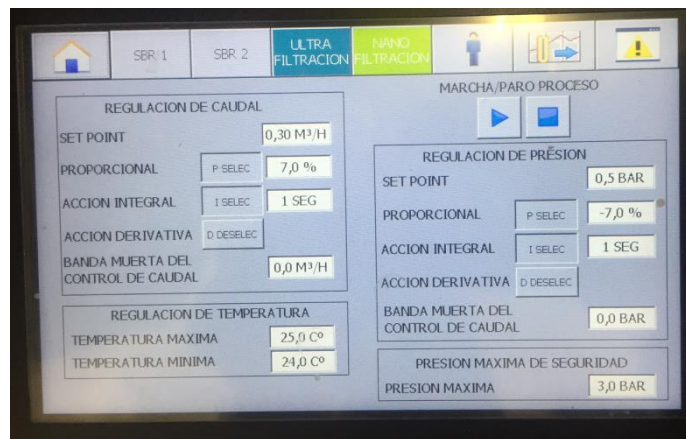 SBR 1
SBR 2
ULTRA
FILTRACION
NANO
FILTRACION
MARCHA/PARO PROCESO
REGULACION DE CAUDAL
SET POINT 0,30 M³/H
PROPORCIONAL P SELEC 7,0 %
ACCION INTEGRAL I SELEC 1 SEG
ACCION DERIVATIVA D DESELEC
BANDA MUERTA DEL
CONTROL DE CAUDAL 0,0 M³/H
REGULACION DE TEMPERATURA
TEMPERATURA MAXIMA 25,0 Cº
TEMPERATURA MINIMA 24,0 Cº
REGULACION DE PRESION
SET POINT 0,5 BAR
PROPORCIONAL P SELEC -7,0 %
ACCION INTEGRAL I SELEC 1 SEG
ACCION DERIVATIVA D DESELEC
BANDA MUERTA DEL
CONTROL DE CAUDAL 0,0 BAR
PRESION MAXIMA DE SEGURIDAD
PRESION MAXIMA 3,0 BAR